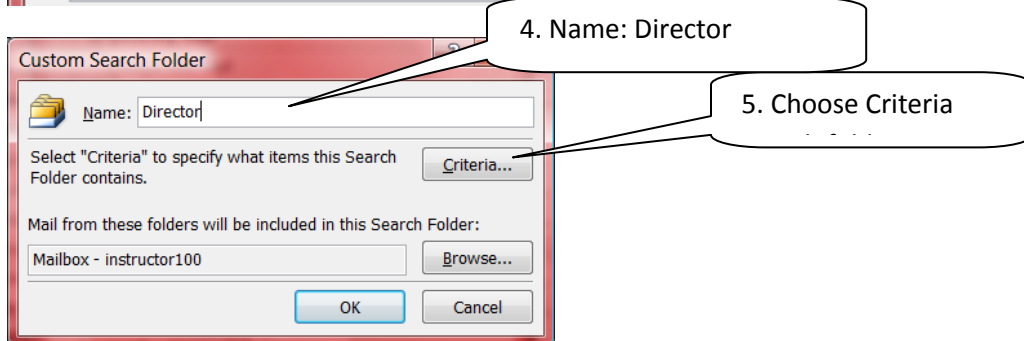 4. Name: Director
Custom Search Folder
Name: Director
5. Choose Criteria
Select "Criteria" to specify what items this Search
Folder contains.
Criteria...
Mail from these folders will be included in this Search Folder:
Mailbox - instructor100
Browse...
OK
Cancel